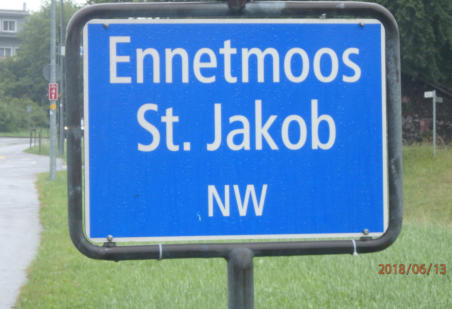 Ennetmoos
St. Jakob
NW
2018/06/13